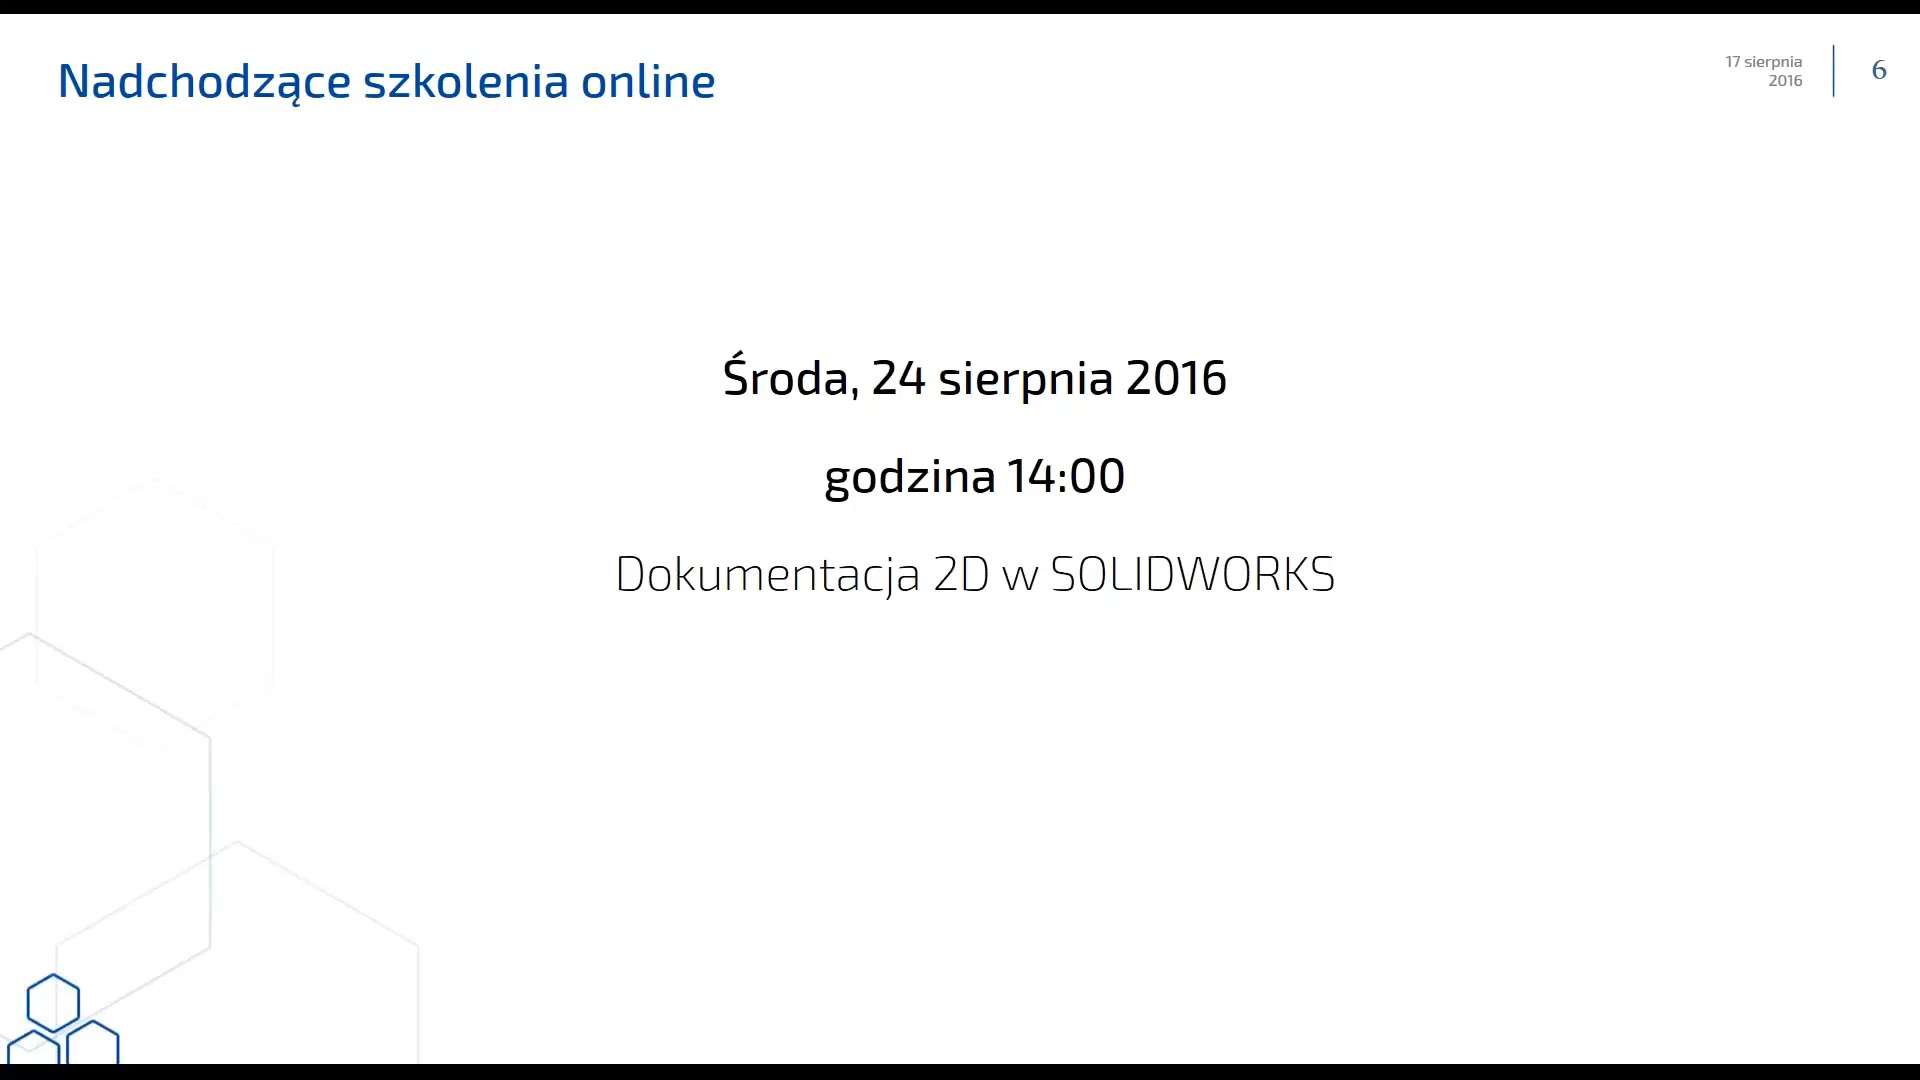 Nadchodzące szkolenia online
17 sierpnia
2016
6
Środa, 24 sierpnia 2016
godzina 14:00
Dokumentacja 2D w SOLIDWORKS